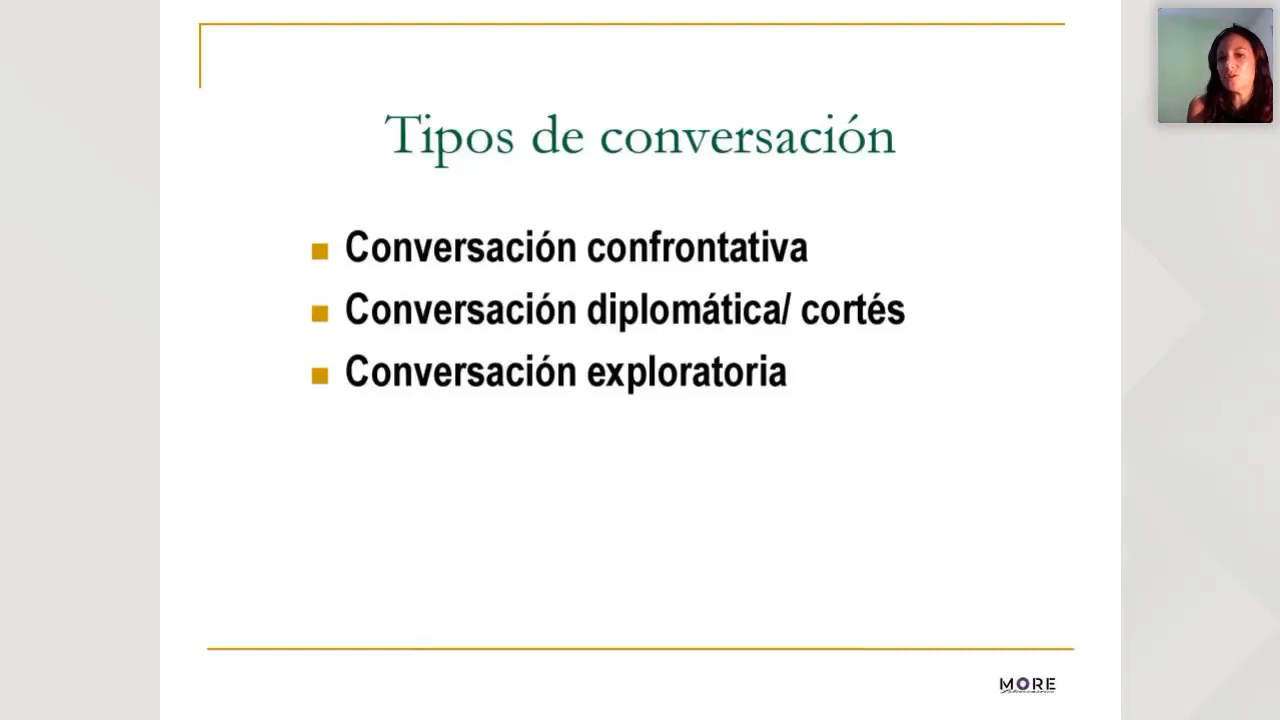 Tipos de conversación
Conversación confrontativa
Conversación diplomática/ cortés
Conversación exploratoria
MORE